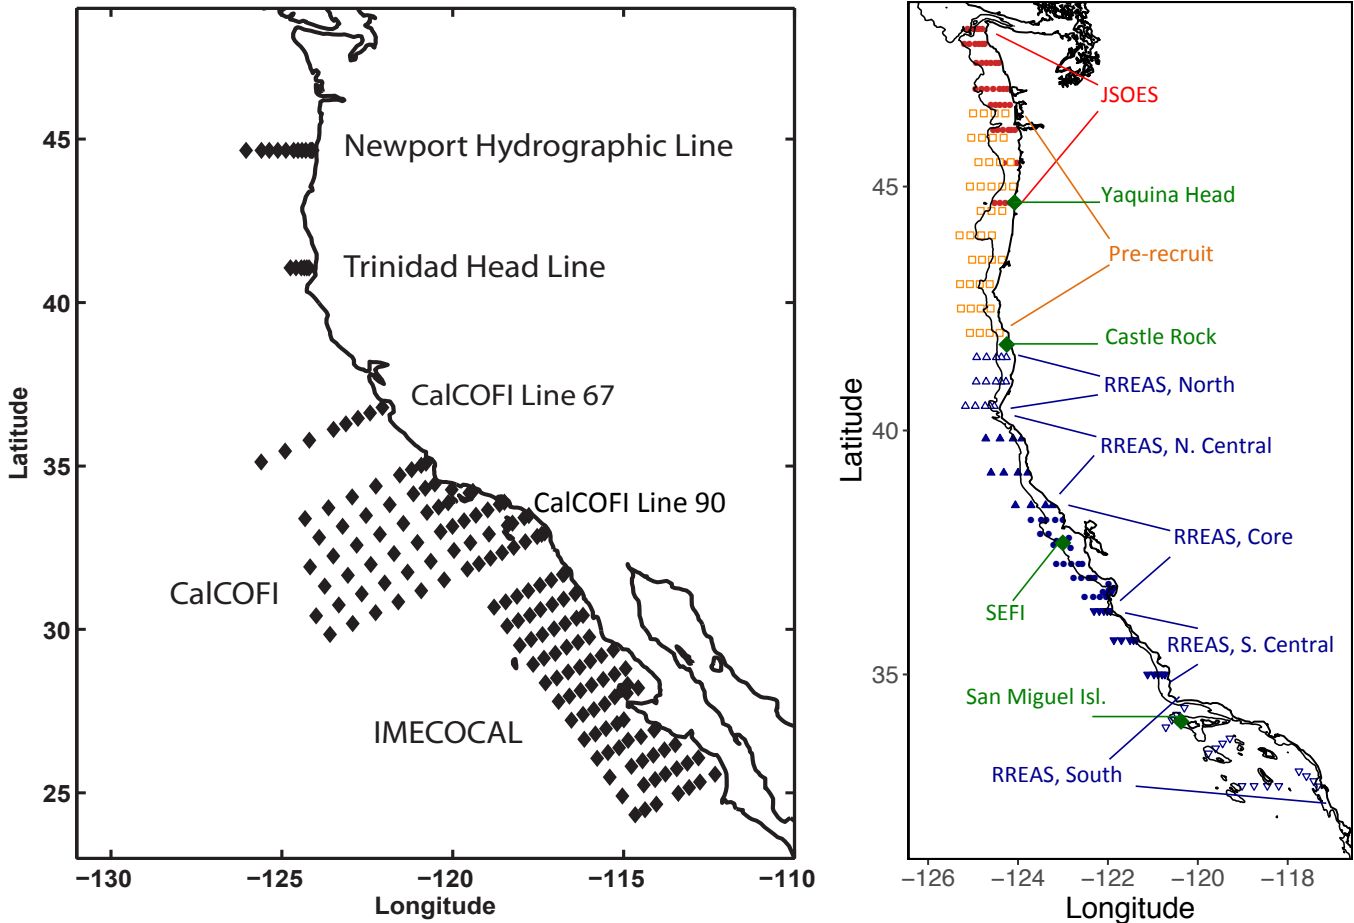 45
40
35
30
25
−130
−125
−120
−115
−110
Latitude
Longitude
Newport Hydrographic Line
Trinidad Head Line
CalCOFI Line 67
CalCOFI Line 90
CalCOFI
IMECOCAL
45
40
35
−126
−124
−122
−120
−118
Latitude
Longitude
JSOES
Yaquina Head
Pre-recruit
Castle Rock
RREAS, North
RREAS, N. Central
RREAS, Core
SEFI
RREAS, S. Central
San Miguel Isl.
RREAS, South